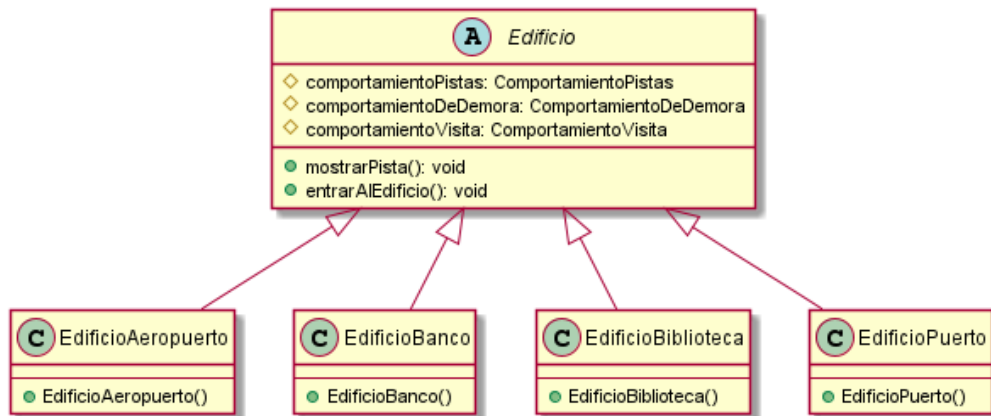 A Edificio
comportamientoPistas: ComportamientoPistas
comportamientoDeDemora: ComportamientoDeDemora
comportamientoVisita: ComportamientoVisita
mostrarPista(): void
entrarAlEdificio(): void
C EdificioAeropuerto
EdificioAeropuerto()
C EdificioBanco
EdificioBanco()
C EdificioBiblioteca
EdificioBiblioteca()
C EdificioPuerto
EdificioPuerto()